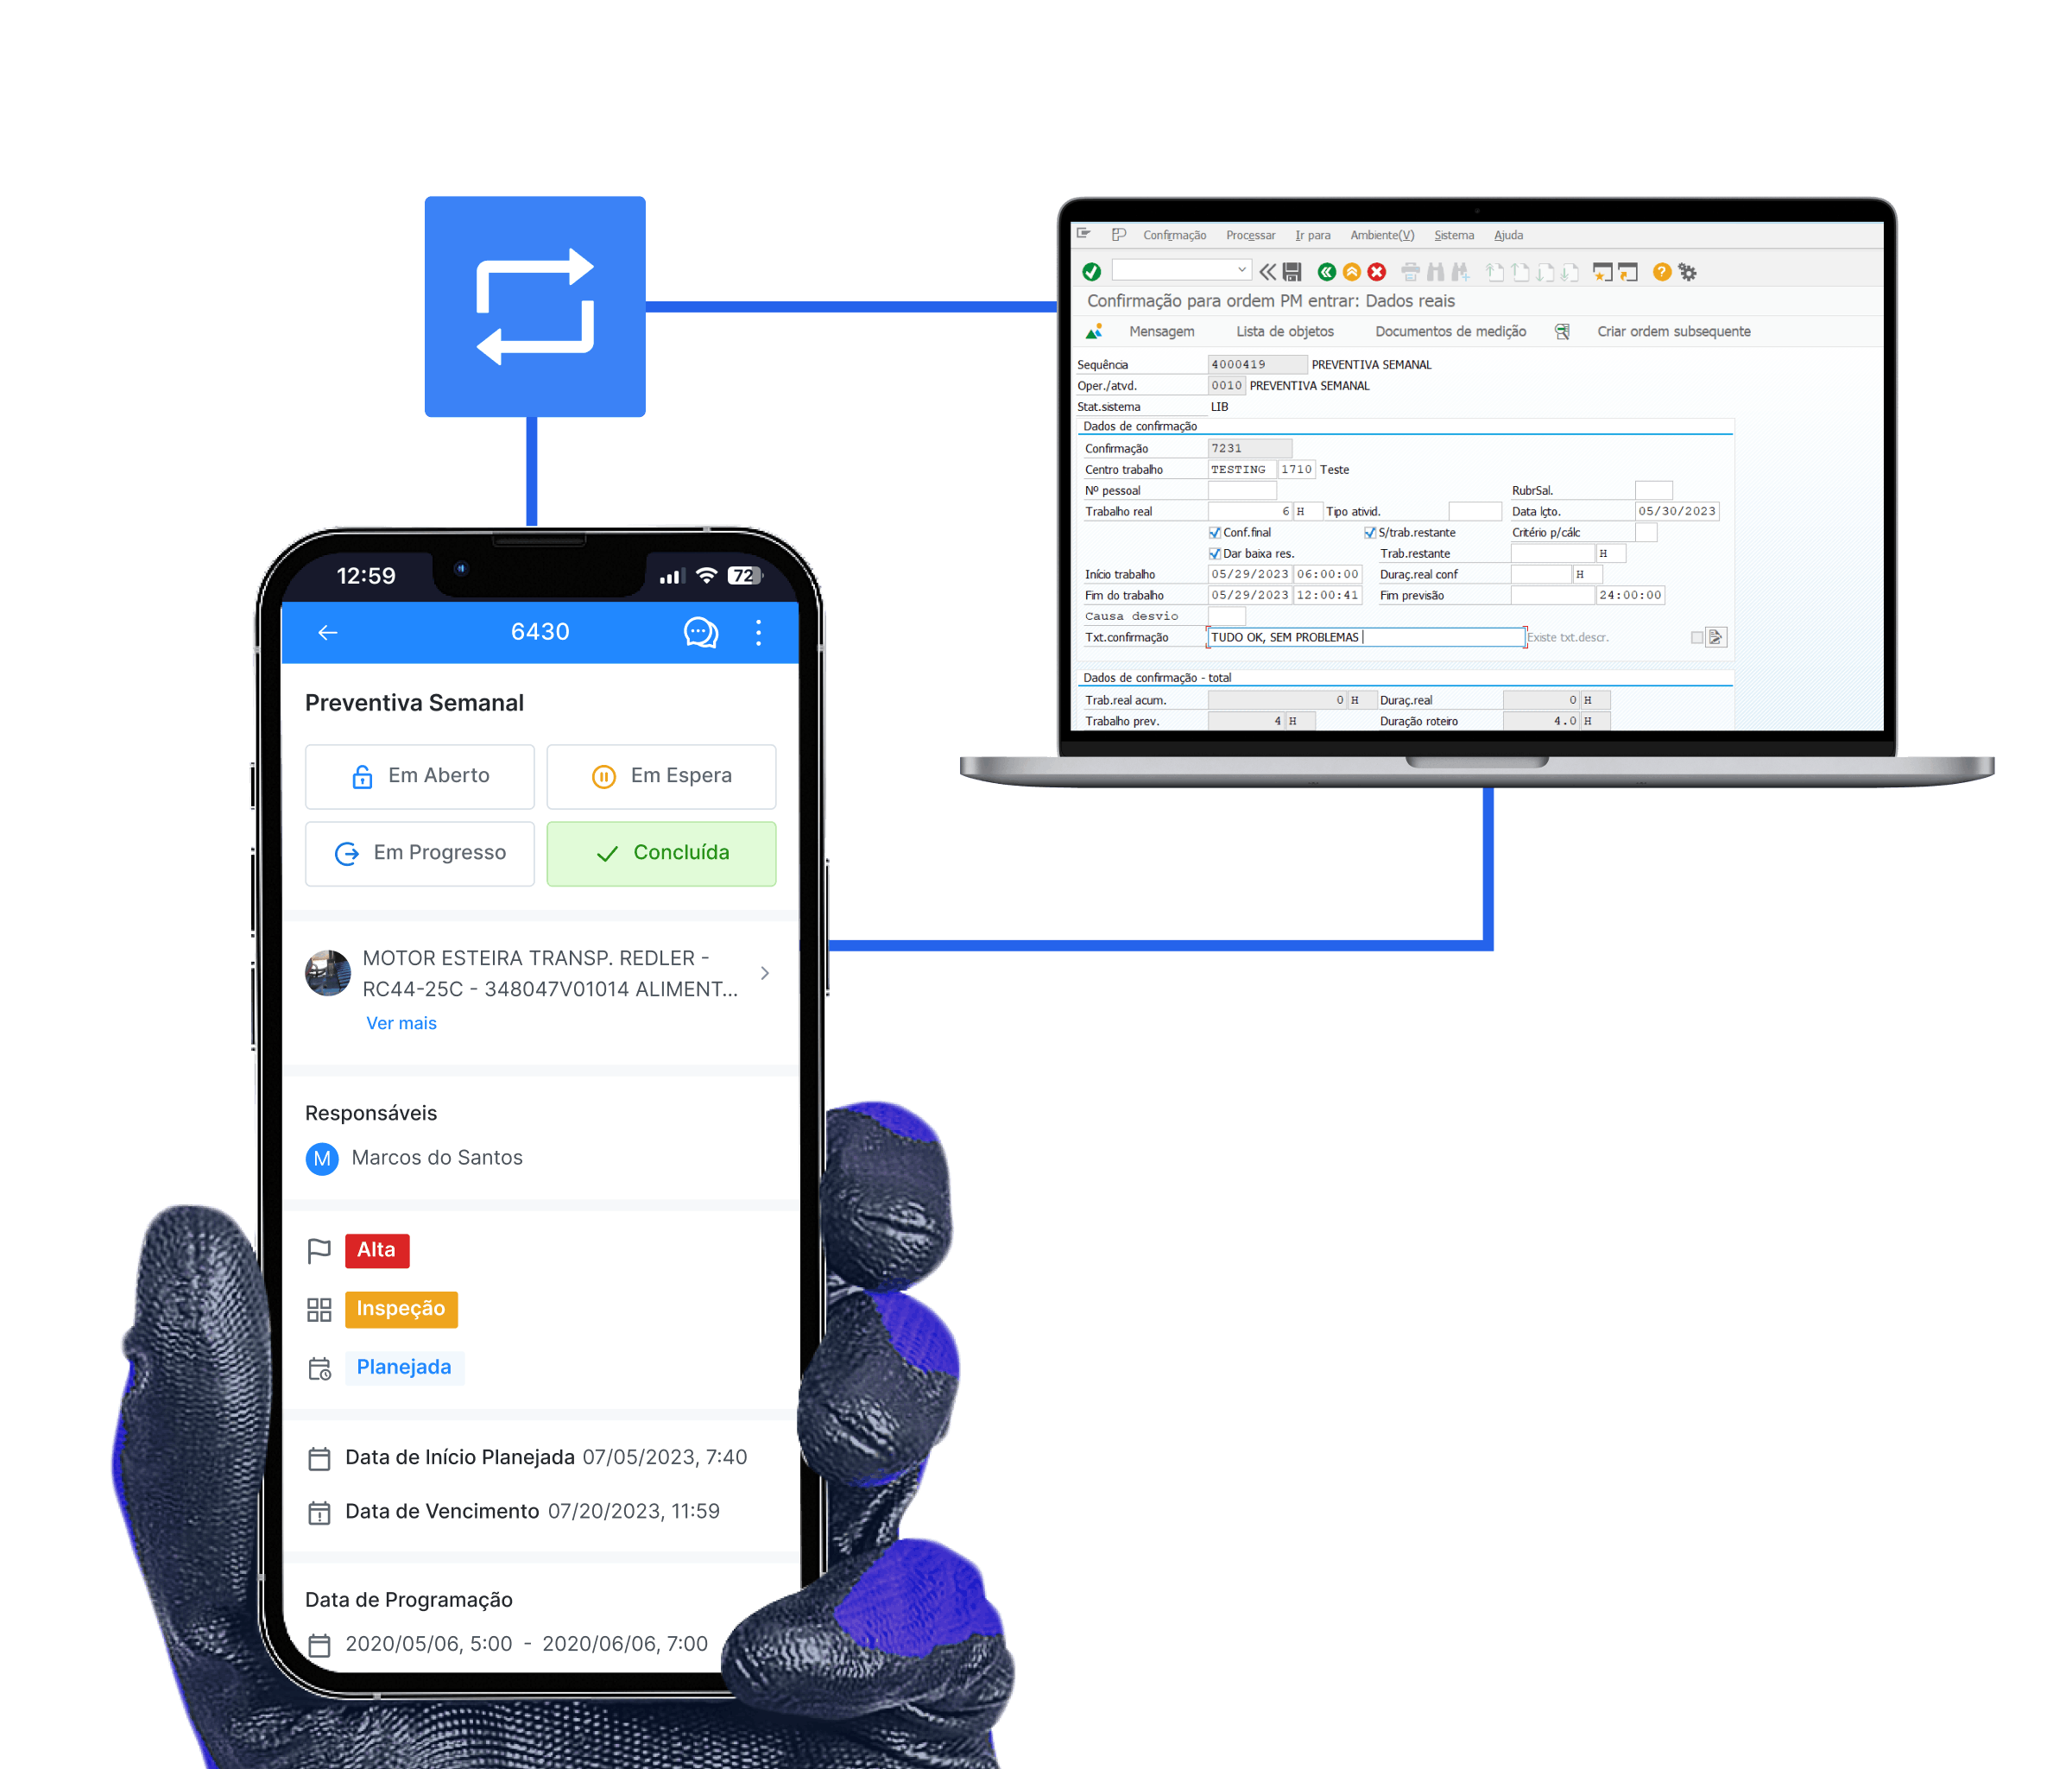 Confirmação Processar Ir para Ambiente(V) Sistema Ajuda
Confirmação para ordem PM entrar: Dados reais
Mensagem Lista de objetos Documentos de medição Criar ordem subsequente
Sequência 4000419 PREVENTIVA SEMANAL
Oper./atvd. 0010 PREVENTIVA SEMANAL
Stat.sistema LIB
Dados de confirmação
Confirmação 7231
Centro trabalho TESTING 1710 Teste
Nº pessoal RubrSal.
Trabalho real 6 H Tipo ativid. Data lçto. 05/30/2023
Conf.final S/trab.restante Critério p/cálc
Dar baixa res. Trab.restante H
Início trabalho 05/29/2023 06:00:00 Duraç.real conf H
Fim do trabalho 05/29/2023 12:00:41 Fim previsão 24:00:00
Causa desvio
Txt.confirmação TUDO OK, SEM PROBLEMAS Existe txt.descr.
Dados de confirmação - total
Trab.real acum. 0 H Duraç.real 0 H
Trabalho prev. 4 H Duração roteiro 4.0 H
12:59 72
6430
Preventiva Semanal
Em Aberto Em Espera
Em Progresso Concluída
MOTOR ESTEIRA TRANSP. REDLER -
RC44-25C - 348047V01014 ALIMENT...
Ver mais
Responsáveis
M Marcos do Santos
Alta
Inspeção
Planejada
Data de Início Planejada 07/05/2023, 7:40
Data de Vencimento 07/20/2023, 11:59
Data de Programação
2020/05/06, 5:00 - 2020/06/06, 7:00